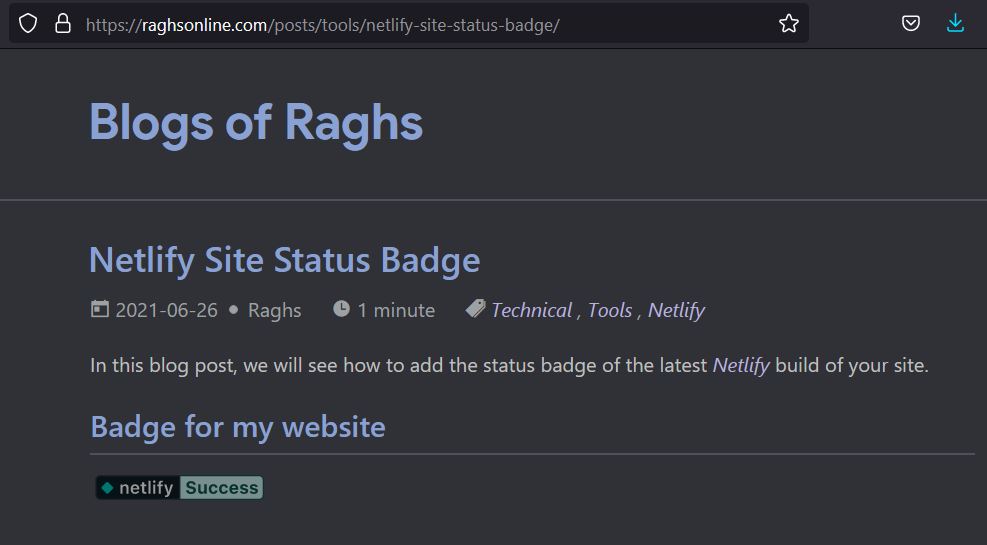 https://raghsonline.com/posts/tools/netlify-site-status-badge/
Blogs of Raghs
Netlify Site Status Badge
2021-06-26 • Raghs 1 minute Technical , Tools , Netlify
In this blog post, we will see how to add the status badge of the latest Netlify build of your site.
Badge for my website
netlify Success